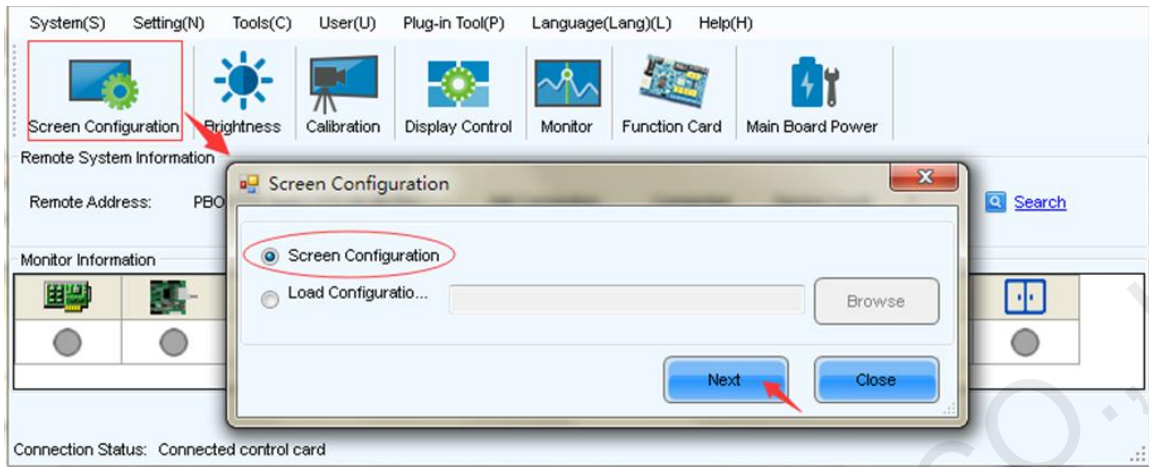 System(S) Setting(N) Tools(C) User(U) Plug-in Tool(P) Language(Lang)(L) Help(H)
Screen Configuration Brightness Calibration Display Control Monitor Function Card Main Board Power
Remote System Information
Screen Configuration
Remote Address: PBO
Search
Screen Configuration
Monitor Information
Load Configuratio...
Browse
Next
Close
Connection Status: Connected control card